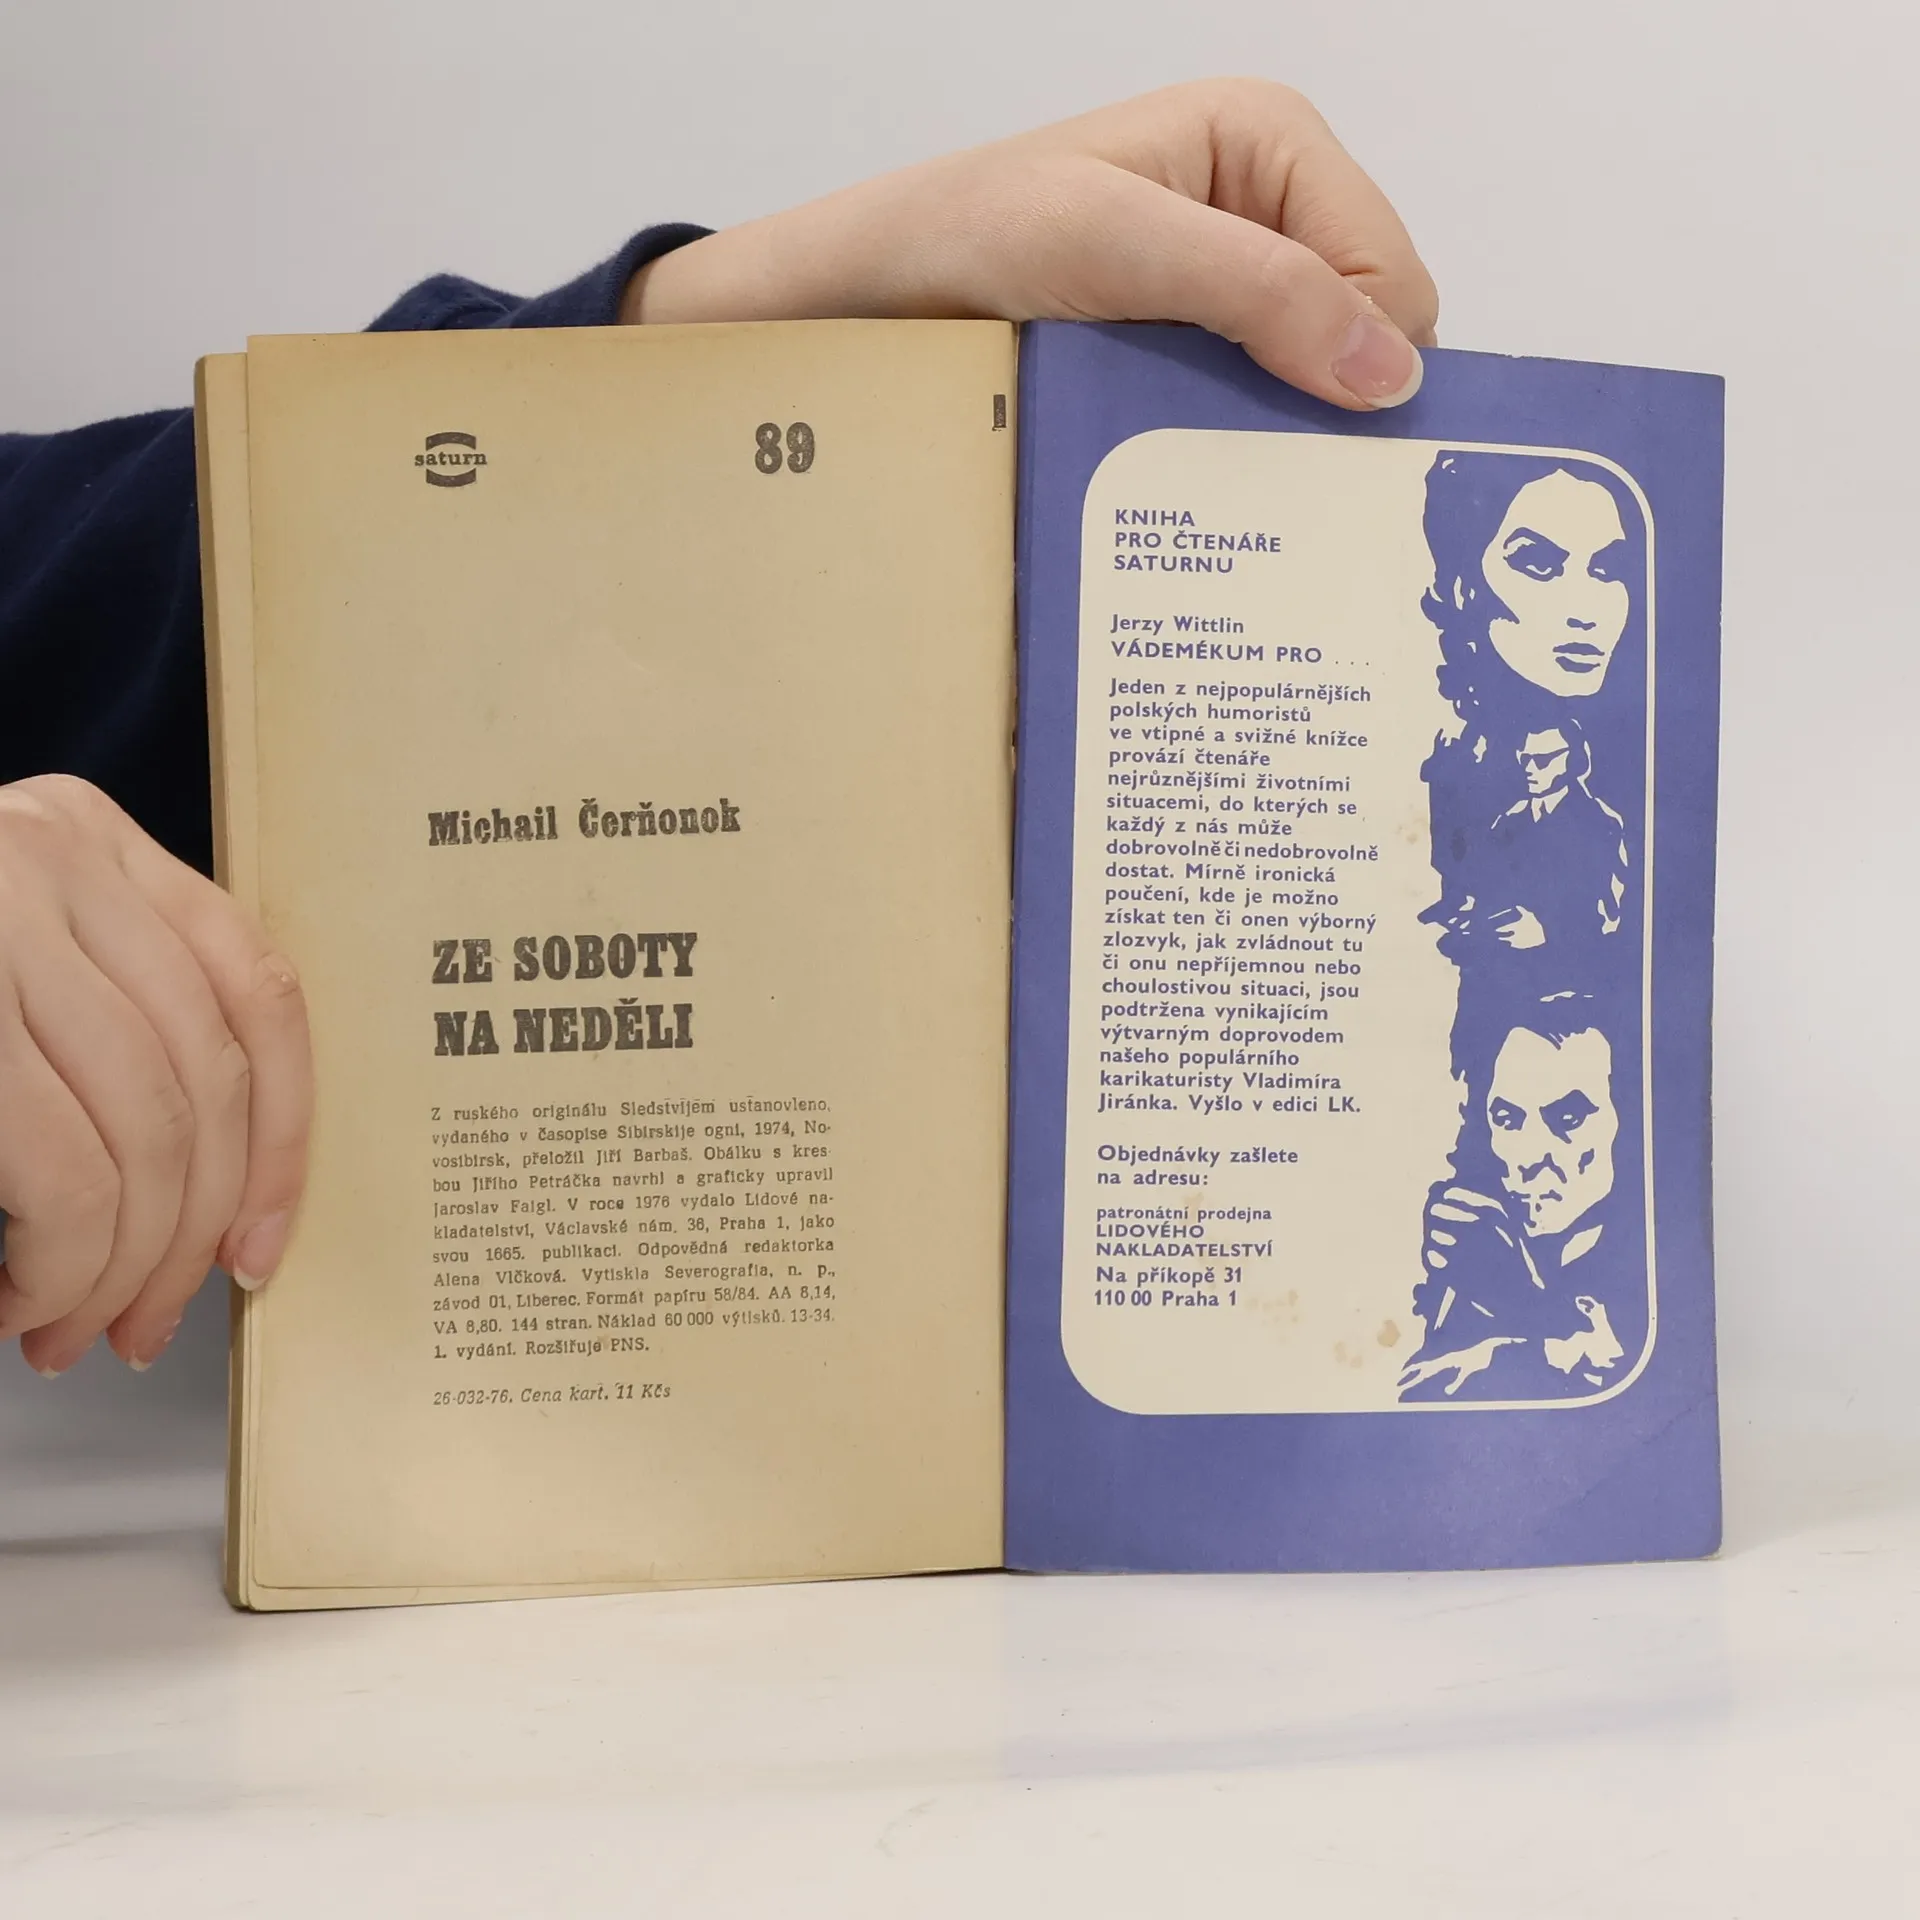 saturn
89
Michail Čerňonok
ZE SOBOTY
NA NEDĚLI
Z ruského originálu Sledstvijem ustanovleno,
vydaného v časopise Sibirskije ogni, 1974, No-
vosibirsk, přeložil Jiří Barbaš. Obálku s kres-
bou Jiřího Petráčka navrhl a graficky upravil
Jaroslav Fajgl. V roce 1976 vydalo Lidové na-
kladatelství, Václavské nám. 36, Praha 1, jako
svou 1665. publikaci. Odpovědná redaktorka
Alena Vlčková. Vytiskla Severografia, n. p.,
závod 01, Liberec. Formát papíru 58/84. AA 8,14,
VA 8,80. 144 stran. Náklad 60 000 výtisků. 13-34.
1. vydání. Rozšiřuje PNS.
26-032-76. Cena kart. 11 Kčs
KNIHA
PRO ČTENÁŘE
SATURNU
Jerzy Wittlin
VÁDEMÉKUM PRO ...
Jeden z nejpopulárnějších
polských humoristů
ve vtipné a svižné knížce
provází čtenáře
nejrůznějšími životními
situacemi, do kterých se
každý z nás může
dobrovolně či nedobrovolně
dostat. Mírně ironická
poučení, kde je možno
získat ten či onen výborný
zlozvyk, jak zvládnout tu
či onu nepříjemnou nebo
choulostivou situaci, jsou
podtržena vynikajícím
výtvarným doprovodem
našeho populárního
karikaturisty Vladimíra
Jiránka. Vyšlo v edici LK.
Objednávky zašlete
na adresu:
patronátní prodejna
LIDOVÉHO
NAKLADATELSTVÍ
Na příkopě 31
110 00 Praha 1